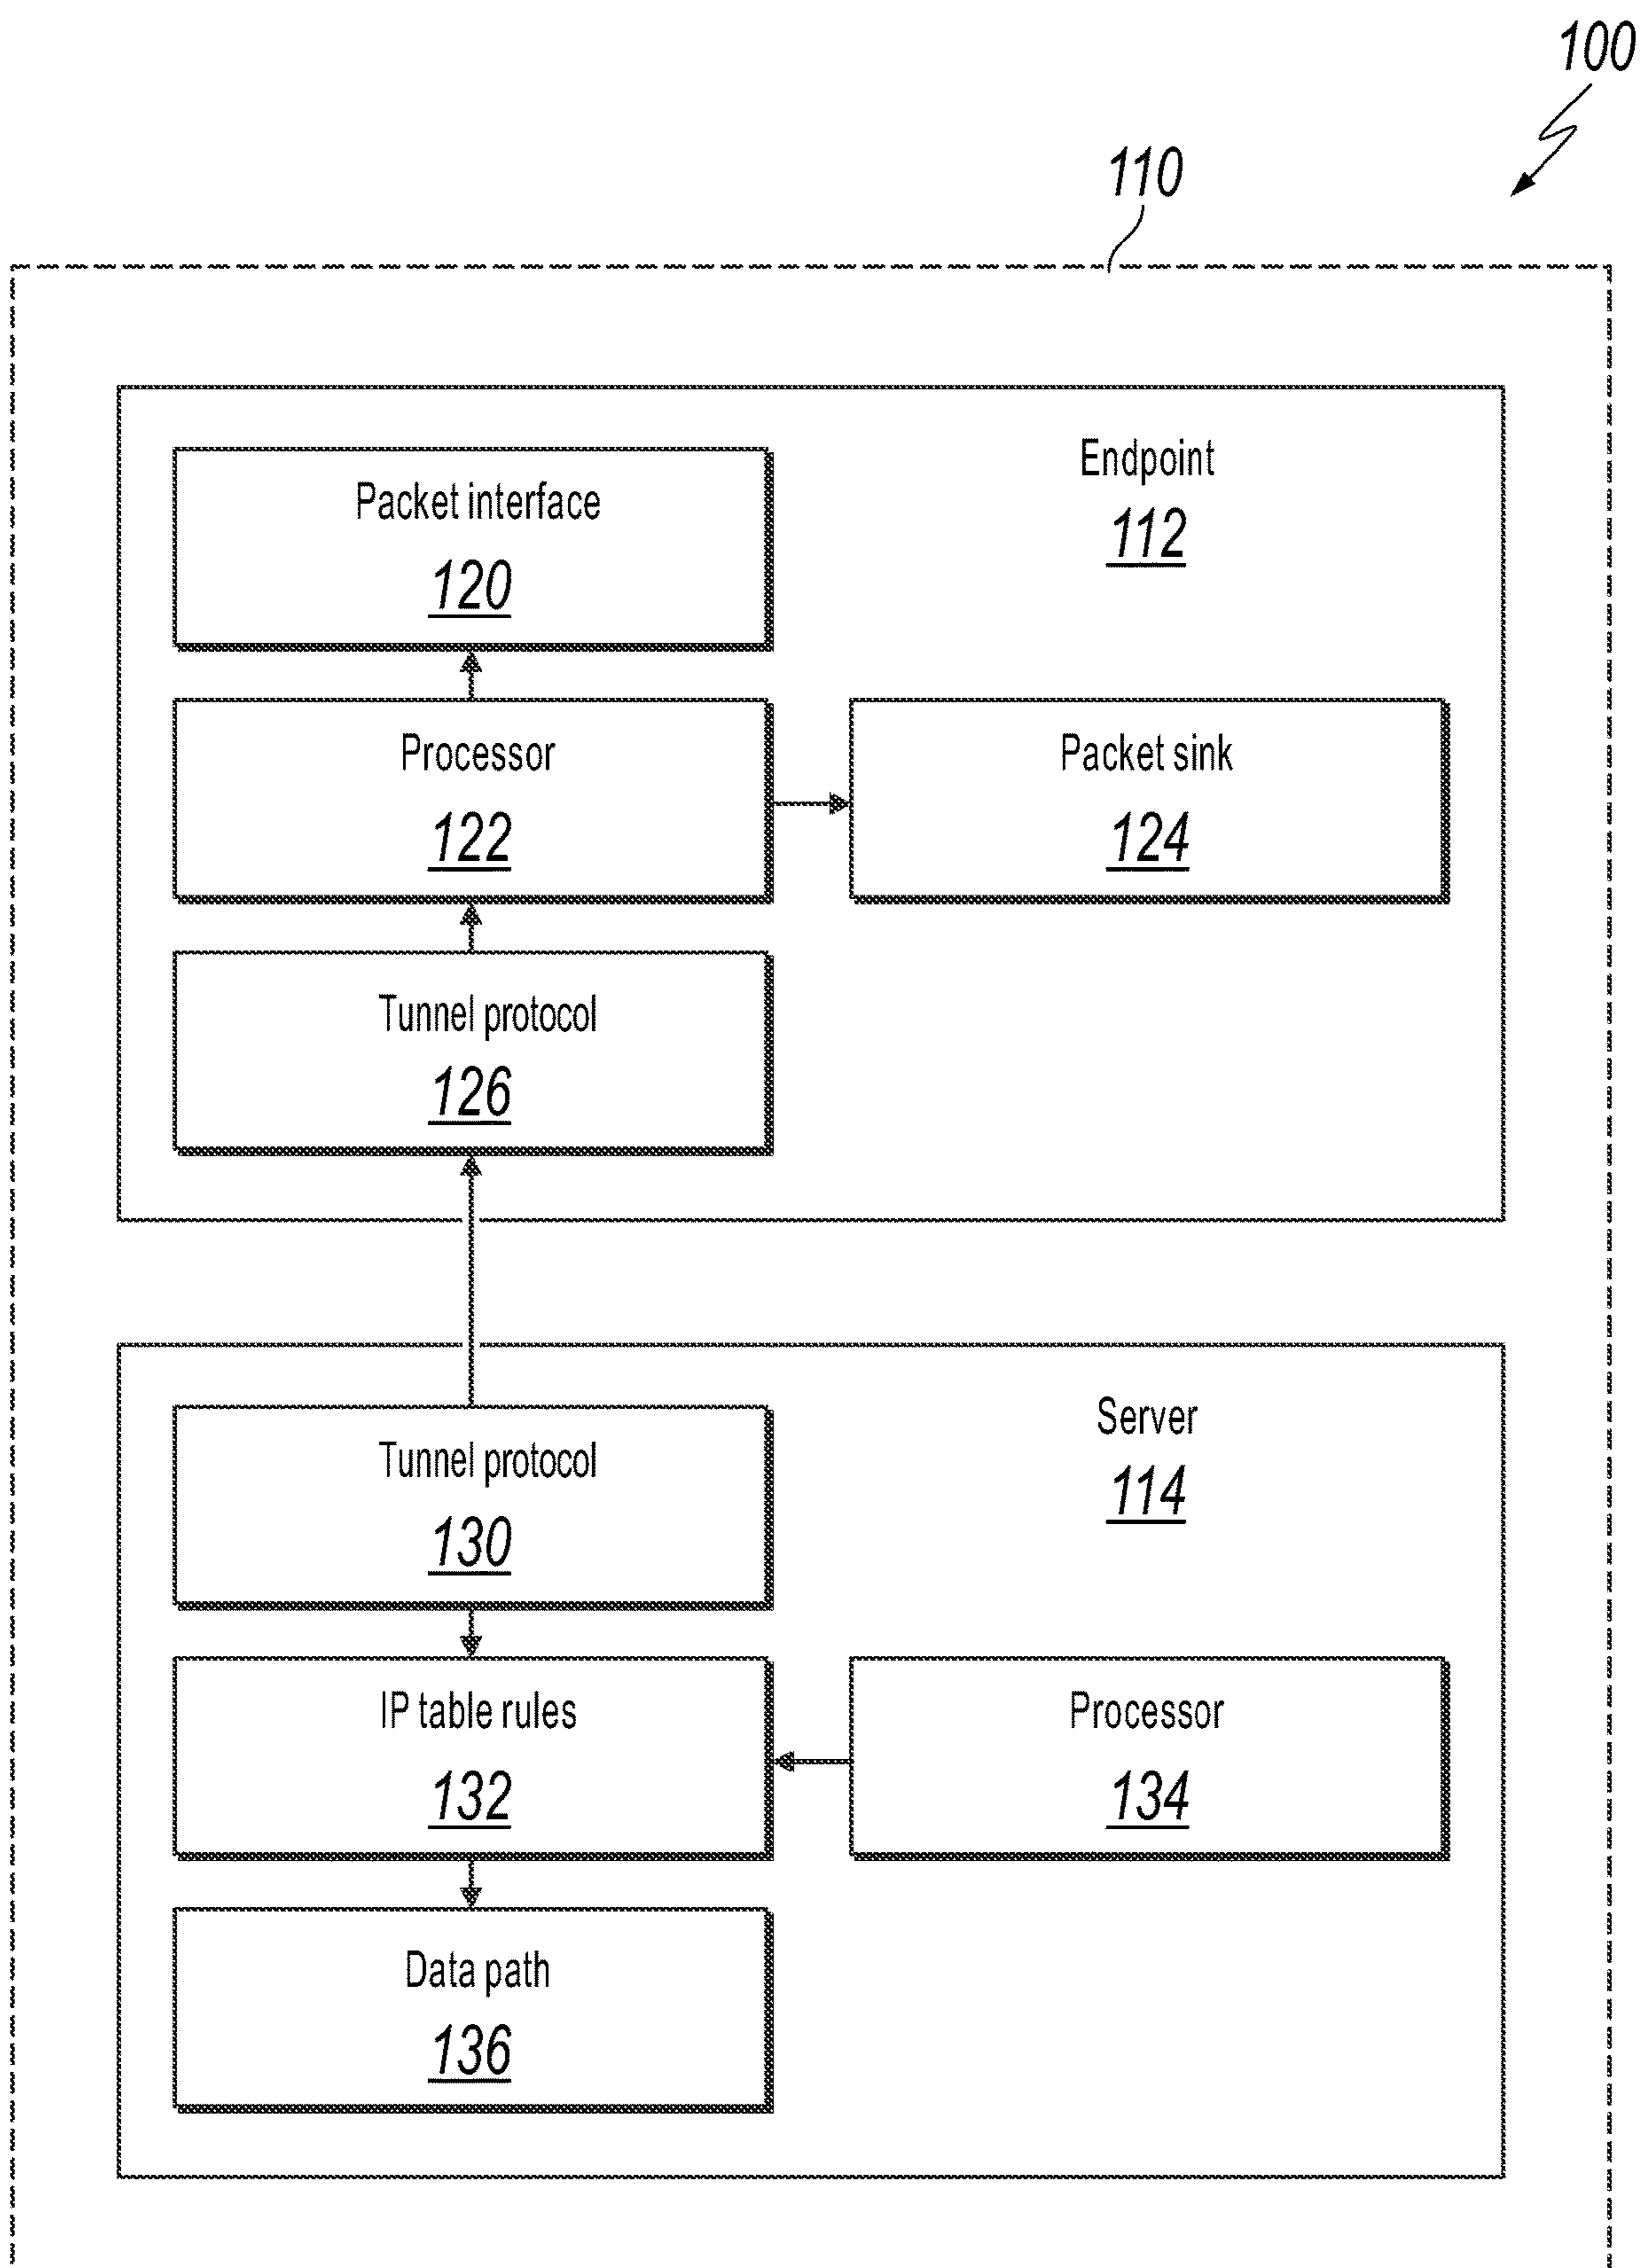 100
110
Endpoint
112
Packet interface
120
Processor
122
Packet sink
124
Tunnel protocol
126
Server
114
Tunnel protocol
130
IP table rules
132
Processor
134
Data path
136